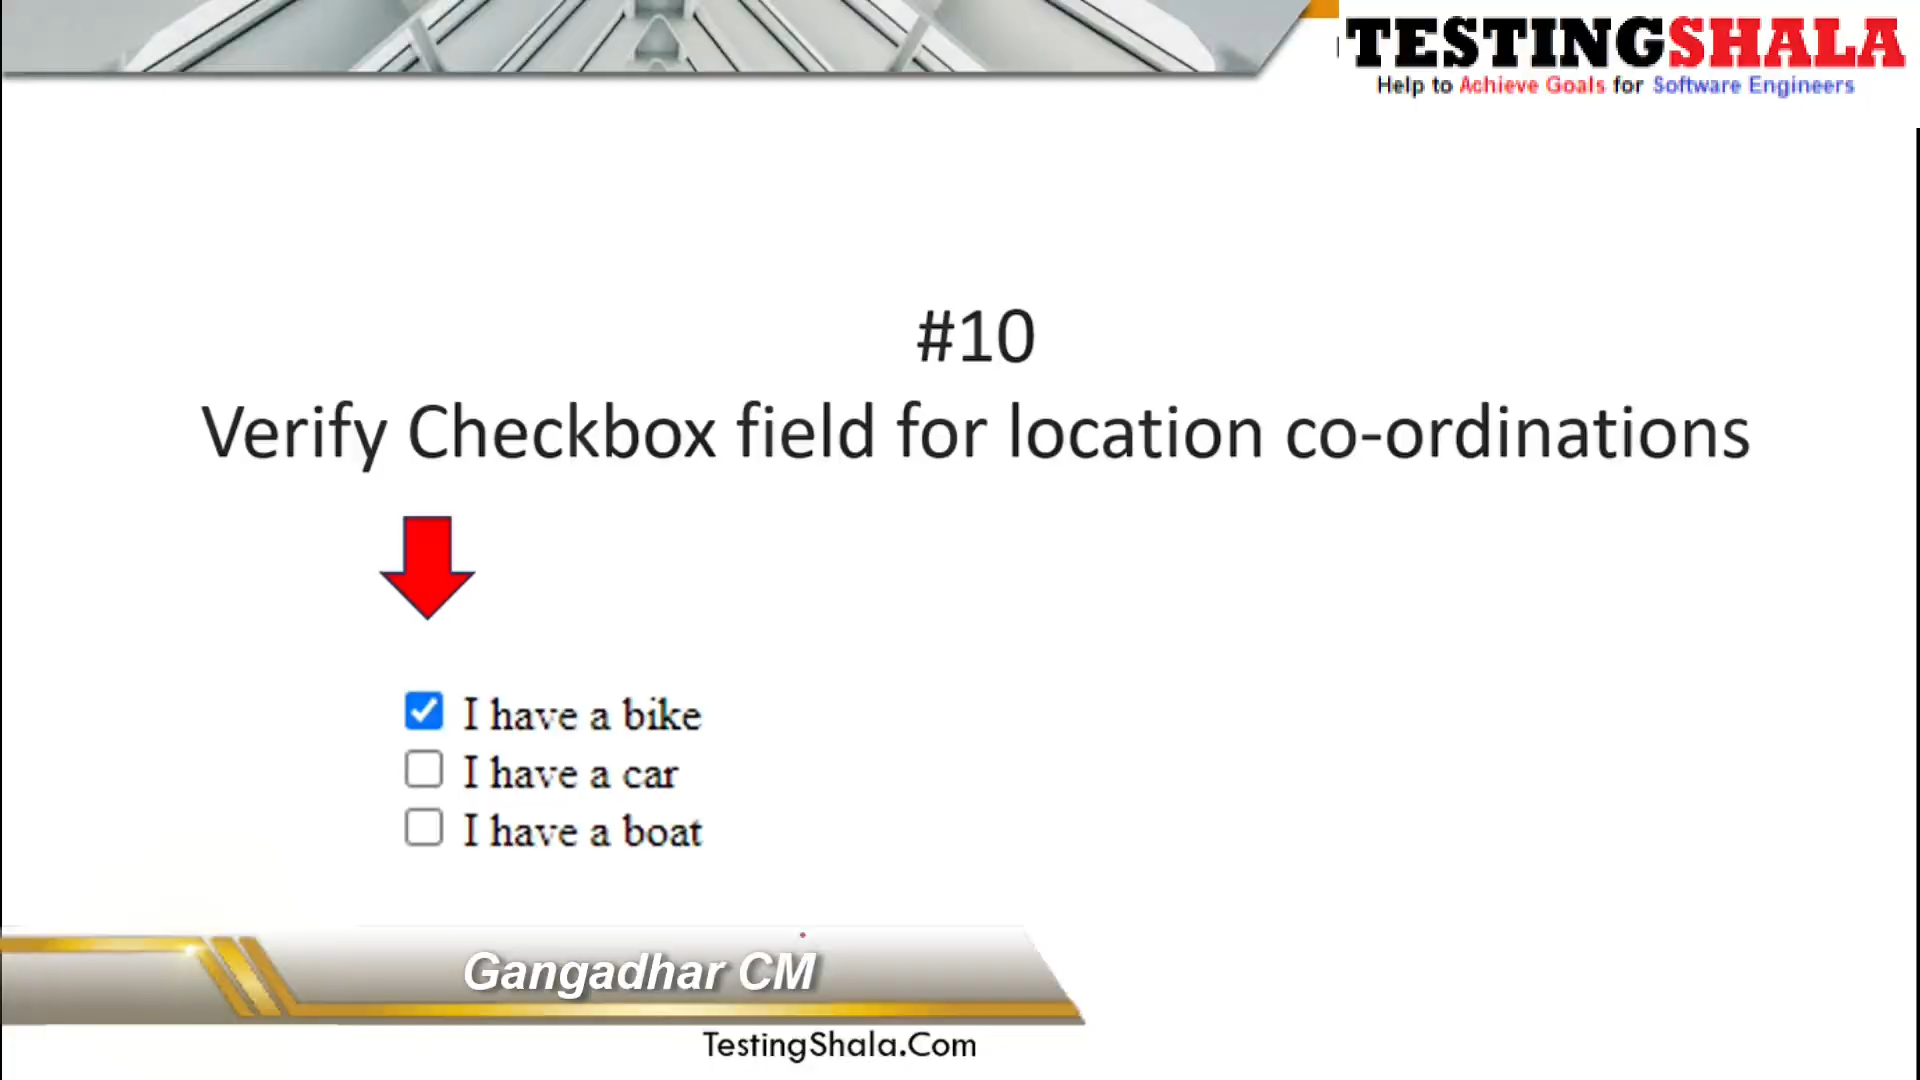 TESTINGSHALA
Help to Achieve Goals for Software Engineers
#10
Verify Checkbox field for location co-ordinations
I have a bike
I have a car
I have a boat
Gangadhar CM
TestingShala.Com